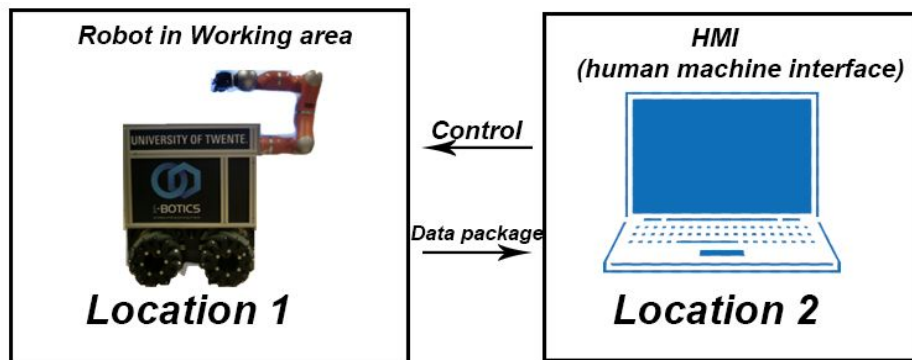 Robot in Working area
UNIVERSITY OF TWENTE.
i-BOTICS
Location 1
Control
Data package
HMI
(human machine interface)
Location 2